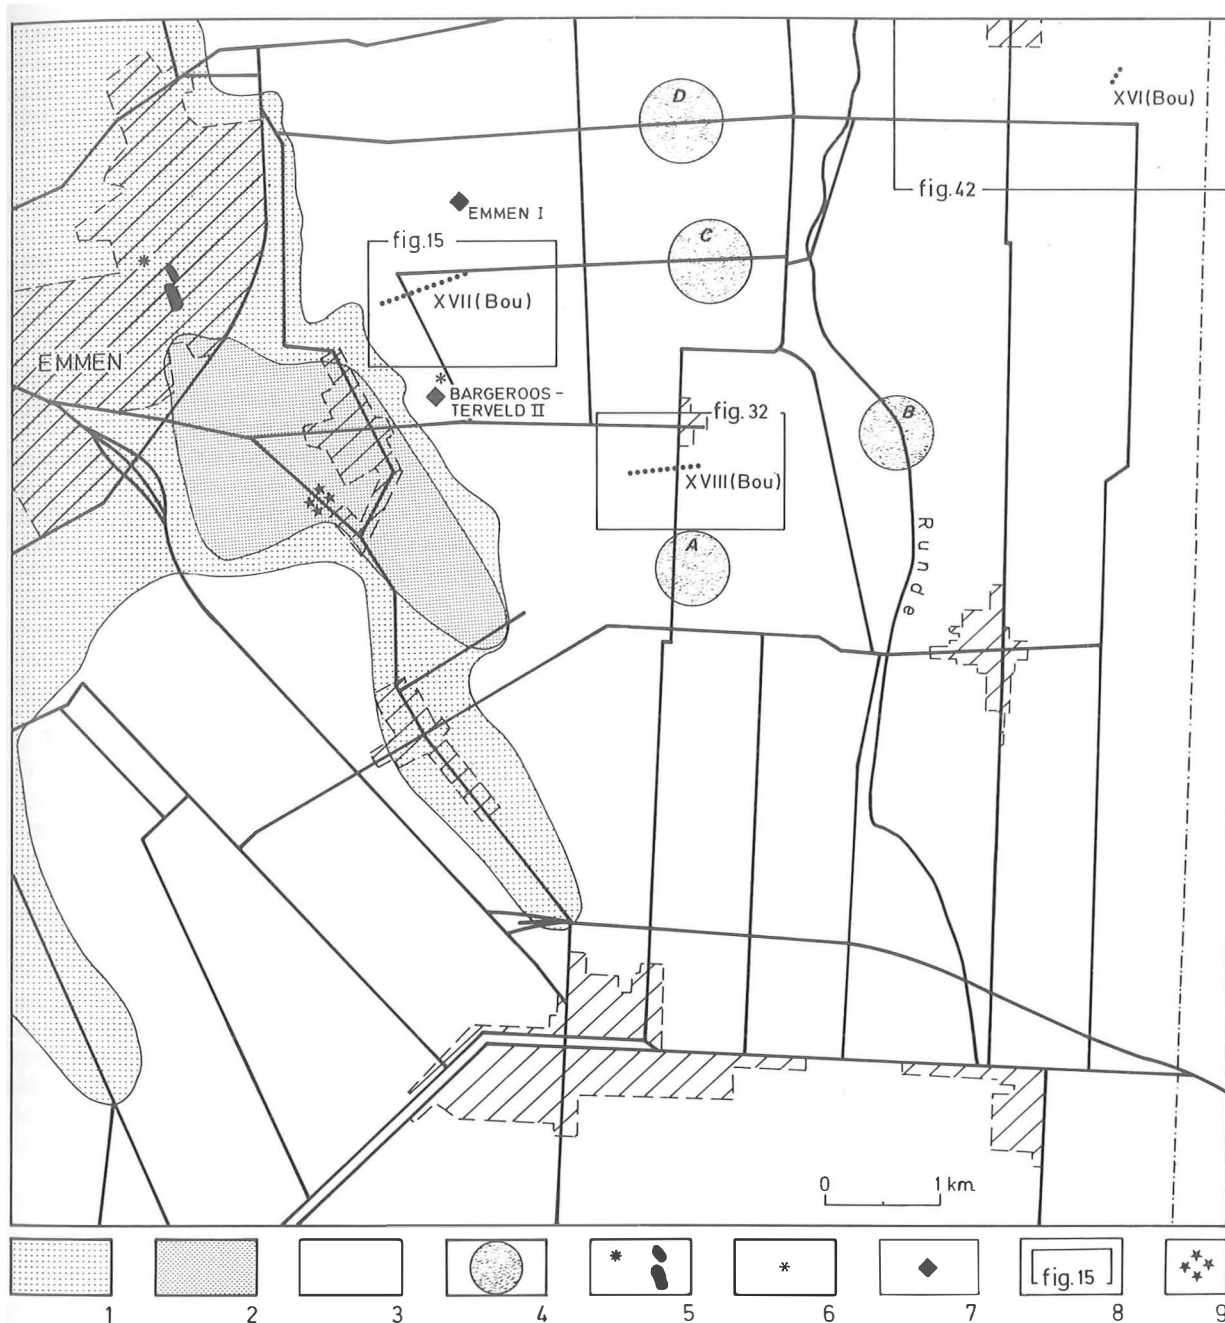 D
XVI(Bou)
fig.42
EMMEN I
fig.15
C
XVII(Bou)
EMMEN
BARGEROOS-
TERVELD II
fig.32
B
XVIII(Bou)
Runde
A
0 1 km
fig.15
1 2 3 4 5 6 7 8 9